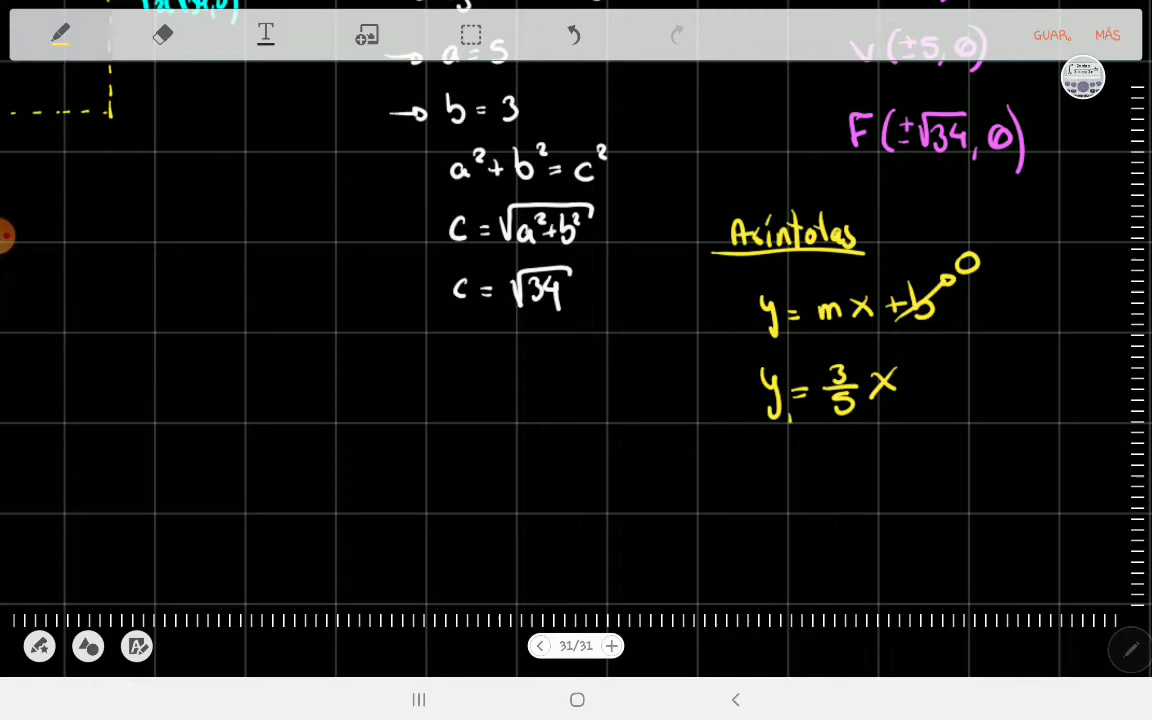 GUAR. MÁS
→ a = 5
→ b = 3
a² + b² = c²
C = √a²+b²
c = √34
V (±5, 0)
F (±√34, 0)
Asíntotas
y = mx + b 0
y = 3/5 x
31/31